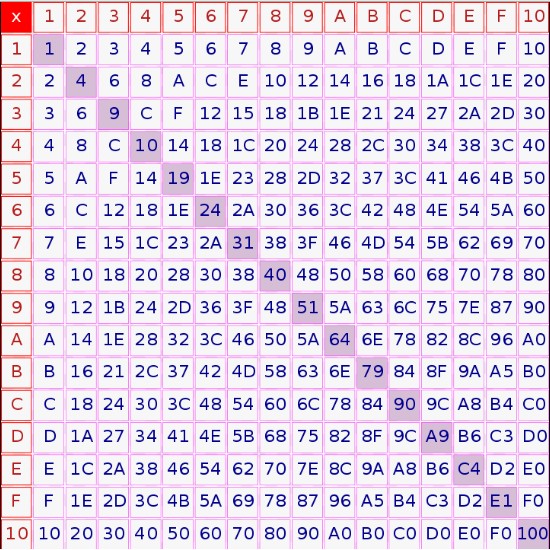 x 1 2 3 4 5 6 7 8 9 A B C D E F 10
1 1 2 3 4 5 6 7 8 9 A B C D E F 10
2 2 4 6 8 A C E 10 12 14 16 18 1A 1C 1E 20
3 3 6 9 C F 12 15 18 1B 1E 21 24 27 2A 2D 30
4 4 8 C 10 14 18 1C 20 24 28 2C 30 34 38 3C 40
5 5 A F 14 19 1E 23 28 2D 32 37 3C 41 46 4B 50
6 6 C 12 18 1E 24 2A 30 36 3C 42 48 4E 54 5A 60
7 7 E 15 1C 23 2A 31 38 3F 46 4D 54 5B 62 69 70
8 8 10 18 20 28 30 38 40 48 50 58 60 68 70 78 80
9 9 12 1B 24 2D 36 3F 48 51 5A 63 6C 75 7E 87 90
A A 14 1E 28 32 3C 46 50 5A 64 6E 78 82 8C 96 A0
B B 16 21 2C 37 42 4D 58 63 6E 79 84 8F 9A A5 B0
C C 18 24 30 3C 48 54 60 6C 78 84 90 9C A8 B4 C0
D D 1A 27 34 41 4E 5B 68 75 82 8F 9C A9 B6 C3 D0
E E 1C 2A 38 46 54 62 70 7E 8C 9A A8 B6 C4 D2 E0
F F 1E 2D 3C 4B 5A 69 78 87 96 A5 B4 C3 D2 E1 F0
10 10 20 30 40 50 60 70 80 90 A0 B0 C0 D0 E0 F0 100